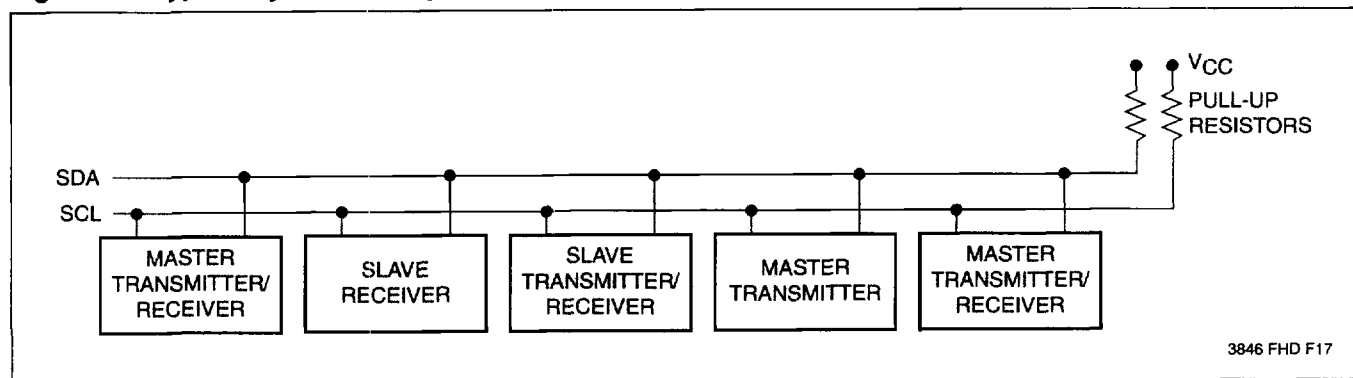 VCC
PULL-UP
RESISTORS
SDA
SCL
MASTER
TRANSMITTER/
RECEIVER
SLAVE
RECEIVER
SLAVE
TRANSMITTER/
RECEIVER
MASTER
TRANSMITTER
MASTER
TRANSMITTER/
RECEIVER
3846 FHD F17